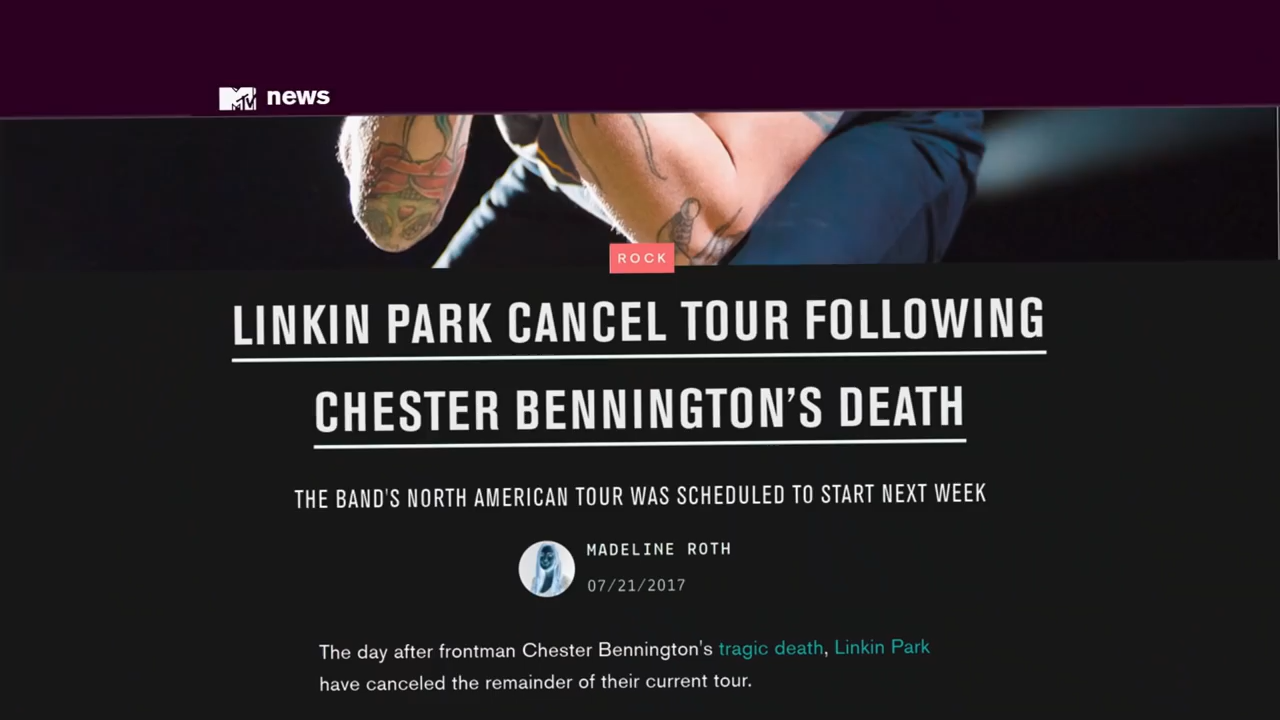 MTV news
ROCK
LINKIN PARK CANCEL TOUR FOLLOWING
CHESTER BENNINGTON’S DEATH
THE BAND'S NORTH AMERICAN TOUR WAS SCHEDULED TO START NEXT WEEK
MADELINE ROTH
07/21/2017
The day after frontman Chester Bennington's tragic death, Linkin Park
have canceled the remainder of their current tour.